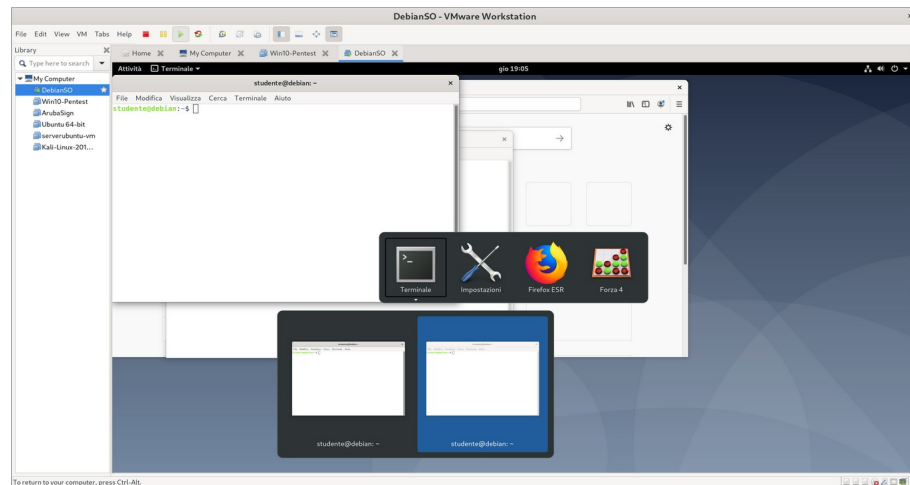 DebianSO - VMware Workstation
File Edit View VM Tabs Help
Library
Home
My Computer
Win10-Pentest
DebianSO
Type here to search
My Computer
DebianSO
Win10-Pentest
ArubaSign
Ubuntu 64-bit
serverubuntu-vm
Kali-Linux-201...
Attività Terminale
gio 19:05
studente@debian: ~
File Modifica Visualizza Cerca Terminale Aiuto
studente@debian:~$
Terminale
Impostazioni
Firefox ESR
Forza 4
studente@debian: ~
studente@debian: ~
To return to your computer, press Ctrl-Alt.